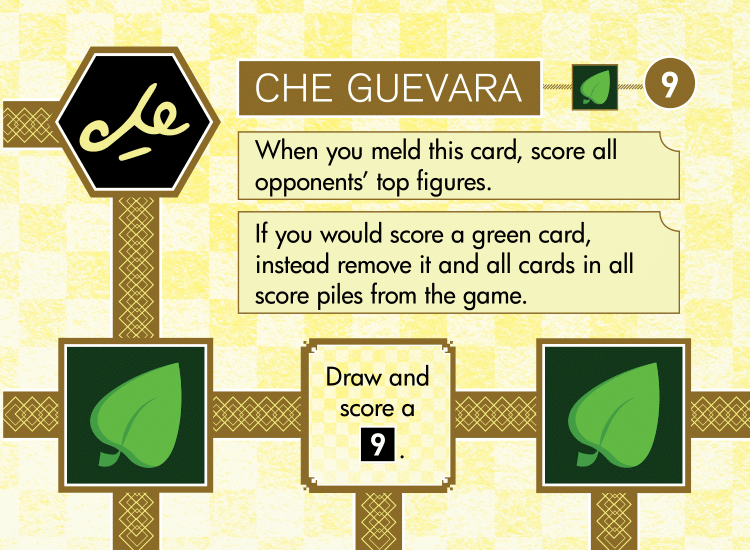 Che
CHE GUEVARA
9
When you meld this card, score all
opponents’ top figures.
If you would score a green card,
instead remove it and all cards in all
score piles from the game.
Draw and
score a
9.